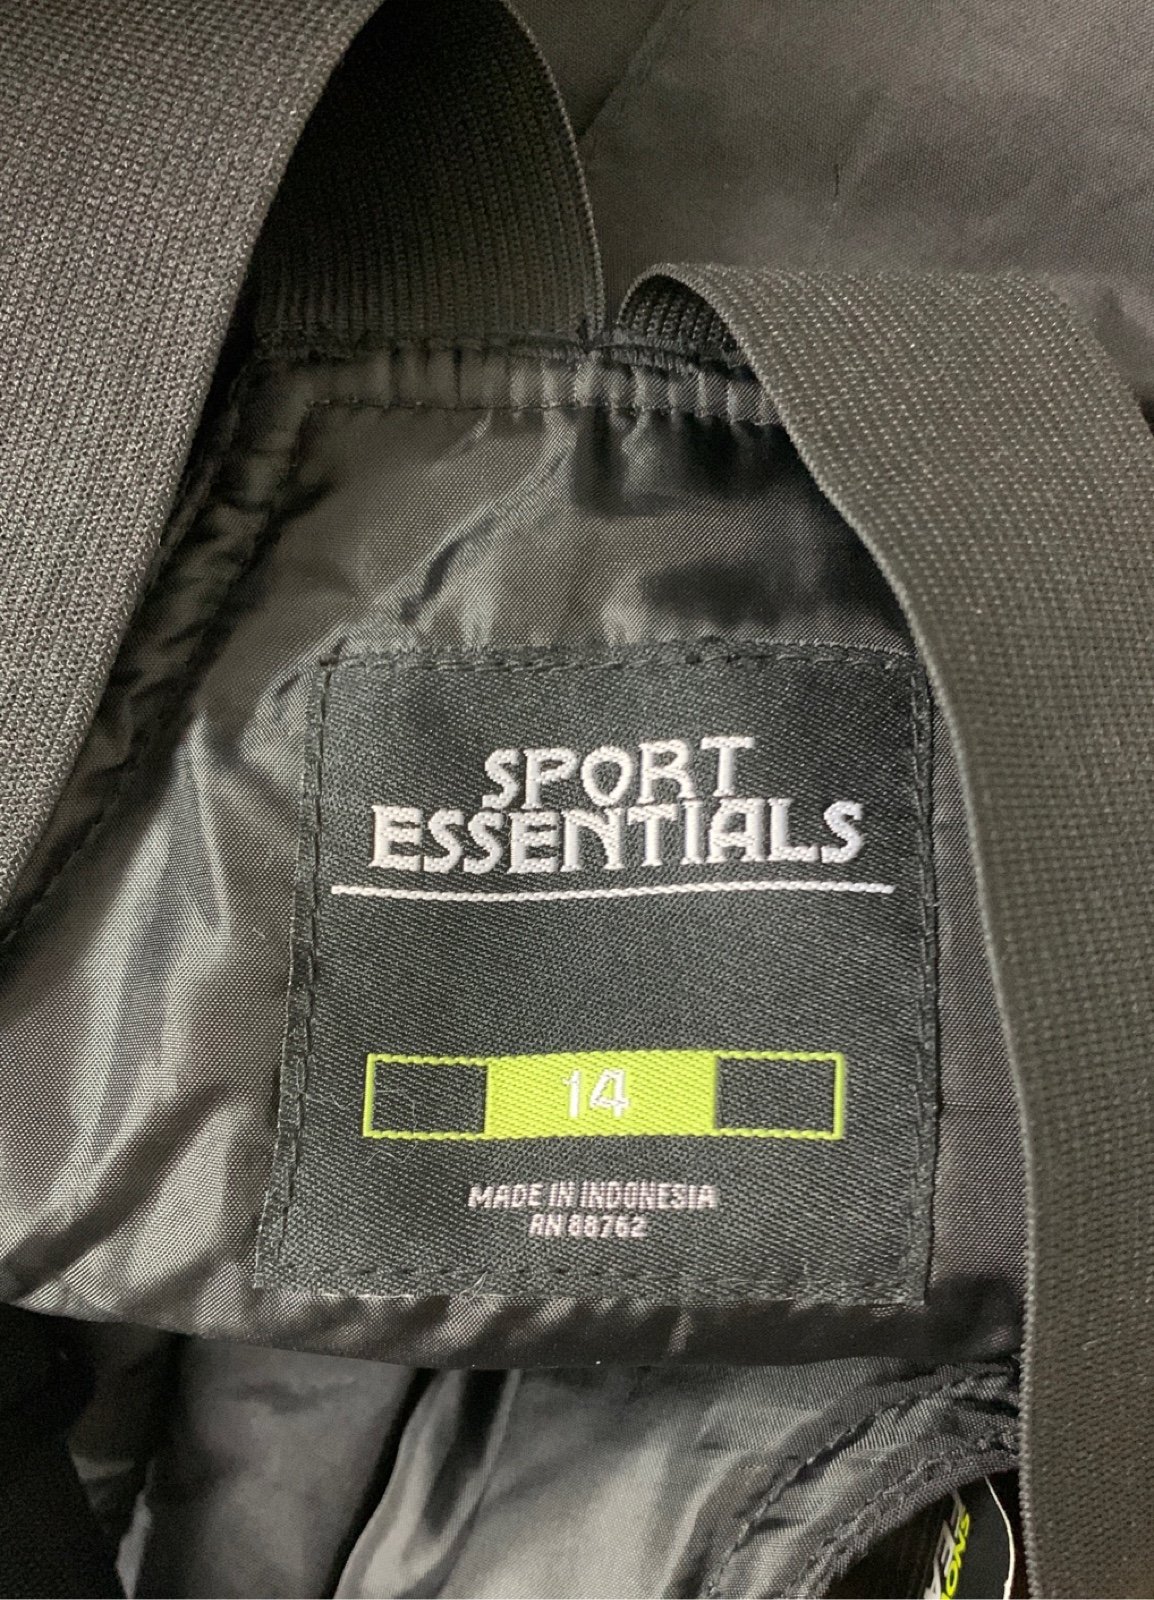 SPORT
ESSENTIALS
14
MADE IN INDONESIA
RN 88762